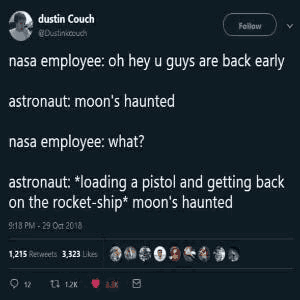 dustin Couch
@Dustinkcouch
Follow
nasa employee: oh hey u guys are back early
astronaut: moon's haunted
nasa employee: what?
astronaut: *loading a pistol and getting back
on the rocket-ship* moon's haunted
9:18 PM - 29 Oct 2018
1,215 Retweets 3,323 Likes
12 1.2K 3.3K